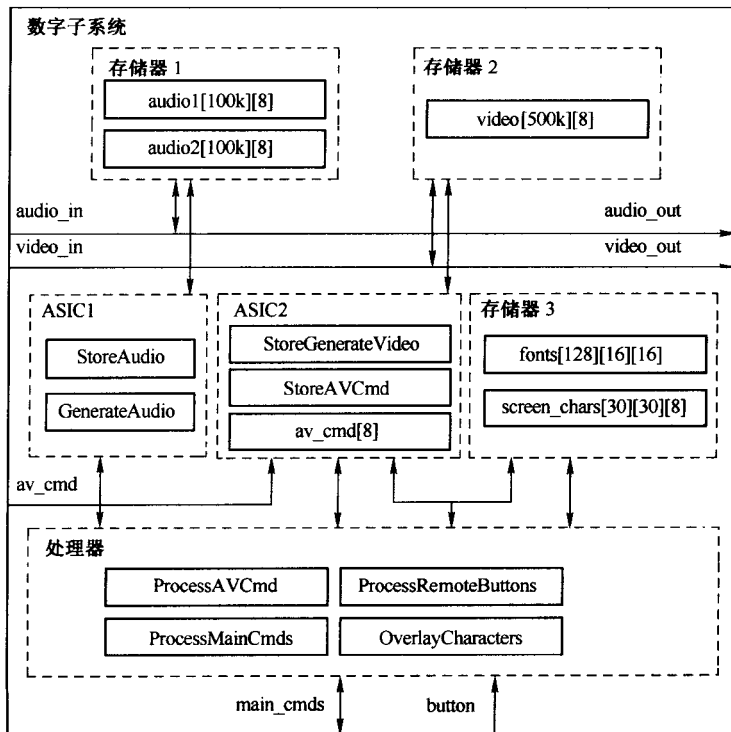 数字子系统
存储器 1
audio1[100k][8]
audio2[100k][8]
存储器 2
video[500k][8]
audio_in
audio_out
video_in
video_out
ASIC1
StoreAudio
GenerateAudio
ASIC2
StoreGenerateVideo
StoreAVCmd
av_cmd[8]
存储器 3
fonts[128][16][16]
screen_chars[30][30][8]
av_cmd
处理器
ProcessAVCmd
ProcessRemoteButtons
ProcessMainCmds
OverlayCharacters
main_cmds
button